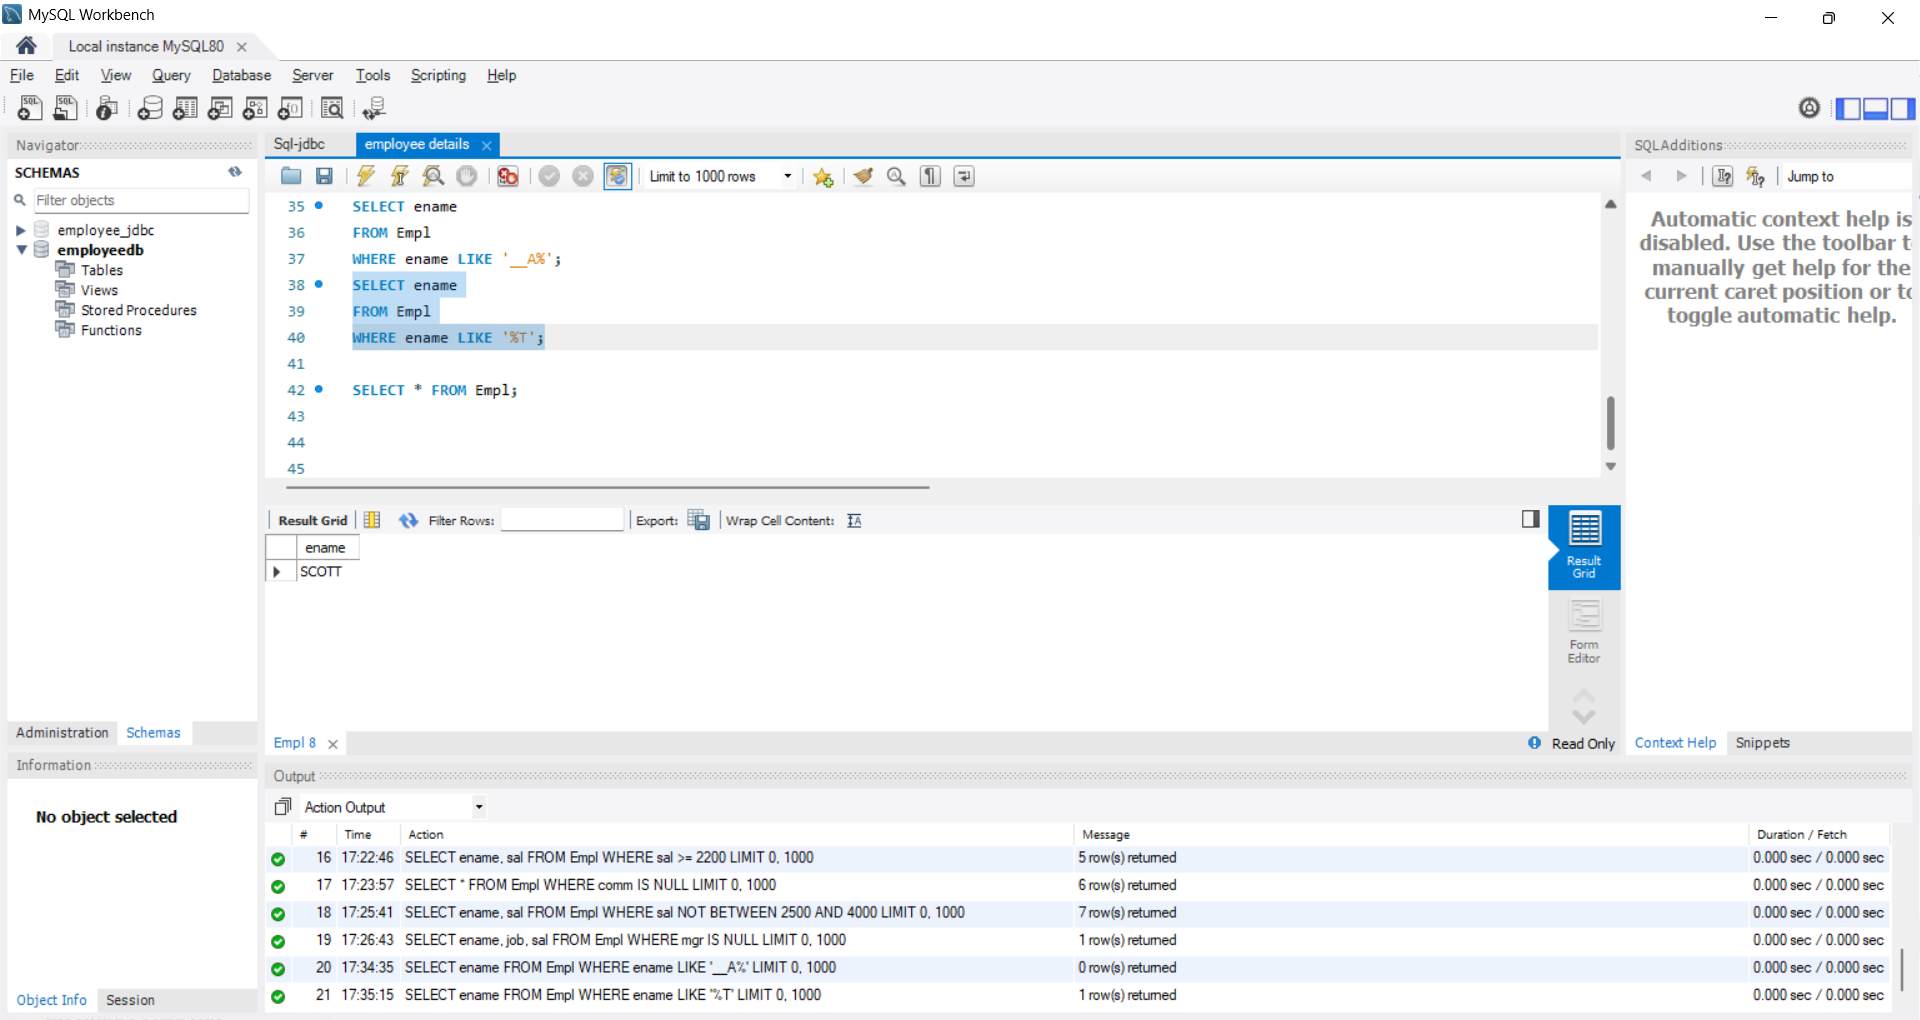 MySQL Workbench
Local instance MySQL80
File Edit View Query Database Server Tools Scripting Help
Navigator
SCHEMAS
Filter objects
employee_jdbc
employeedb
Tables
Views
Stored Procedures
Functions
Administration Schemas
Information
No object selected
Object Info Session
Sql-jdbc employee details
Limit to 1000 rows
35 SELECT ename
36 FROM Empl
37 WHERE ename LIKE '__A%';
38 SELECT ename
39 FROM Empl
40 WHERE ename LIKE '%T';
41
42 SELECT * FROM Empl;
43
44
45
Result Grid Filter Rows: Export: Wrap Cell Content:
ename
SCOTT
Result
Grid
Form
Editor
Empl 8
Read Only
SQLAdditions
Jump to
Automatic context help is
disabled. Use the toolbar t
manually get help for the
current caret position or to
toggle automatic help.
Context Help Snippets
Output
Action Output
# Time Action Message Duration / Fetch
16 17:22:46 SELECT ename, sal FROM Empl WHERE sal >= 2200 LIMIT 0, 1000 5 row(s) returned 0.000 sec / 0.000 sec
17 17:23:57 SELECT * FROM Empl WHERE comm IS NULL LIMIT 0, 1000 6 row(s) returned 0.000 sec / 0.000 sec
18 17:25:41 SELECT ename, sal FROM Empl WHERE sal NOT BETWEEN 2500 AND 4000 LIMIT 0, 1000 7 row(s) returned 0.000 sec / 0.000 sec
19 17:26:43 SELECT ename, job, sal FROM Empl WHERE mgr IS NULL LIMIT 0, 1000 1 row(s) returned 0.000 sec / 0.000 sec
20 17:34:35 SELECT ename FROM Empl WHERE ename LIKE '__A%' LIMIT 0, 1000 0 row(s) returned 0.000 sec / 0.000 sec
21 17:35:15 SELECT ename FROM Empl WHERE ename LIKE '%T' LIMIT 0, 1000 1 row(s) returned 0.000 sec / 0.000 sec